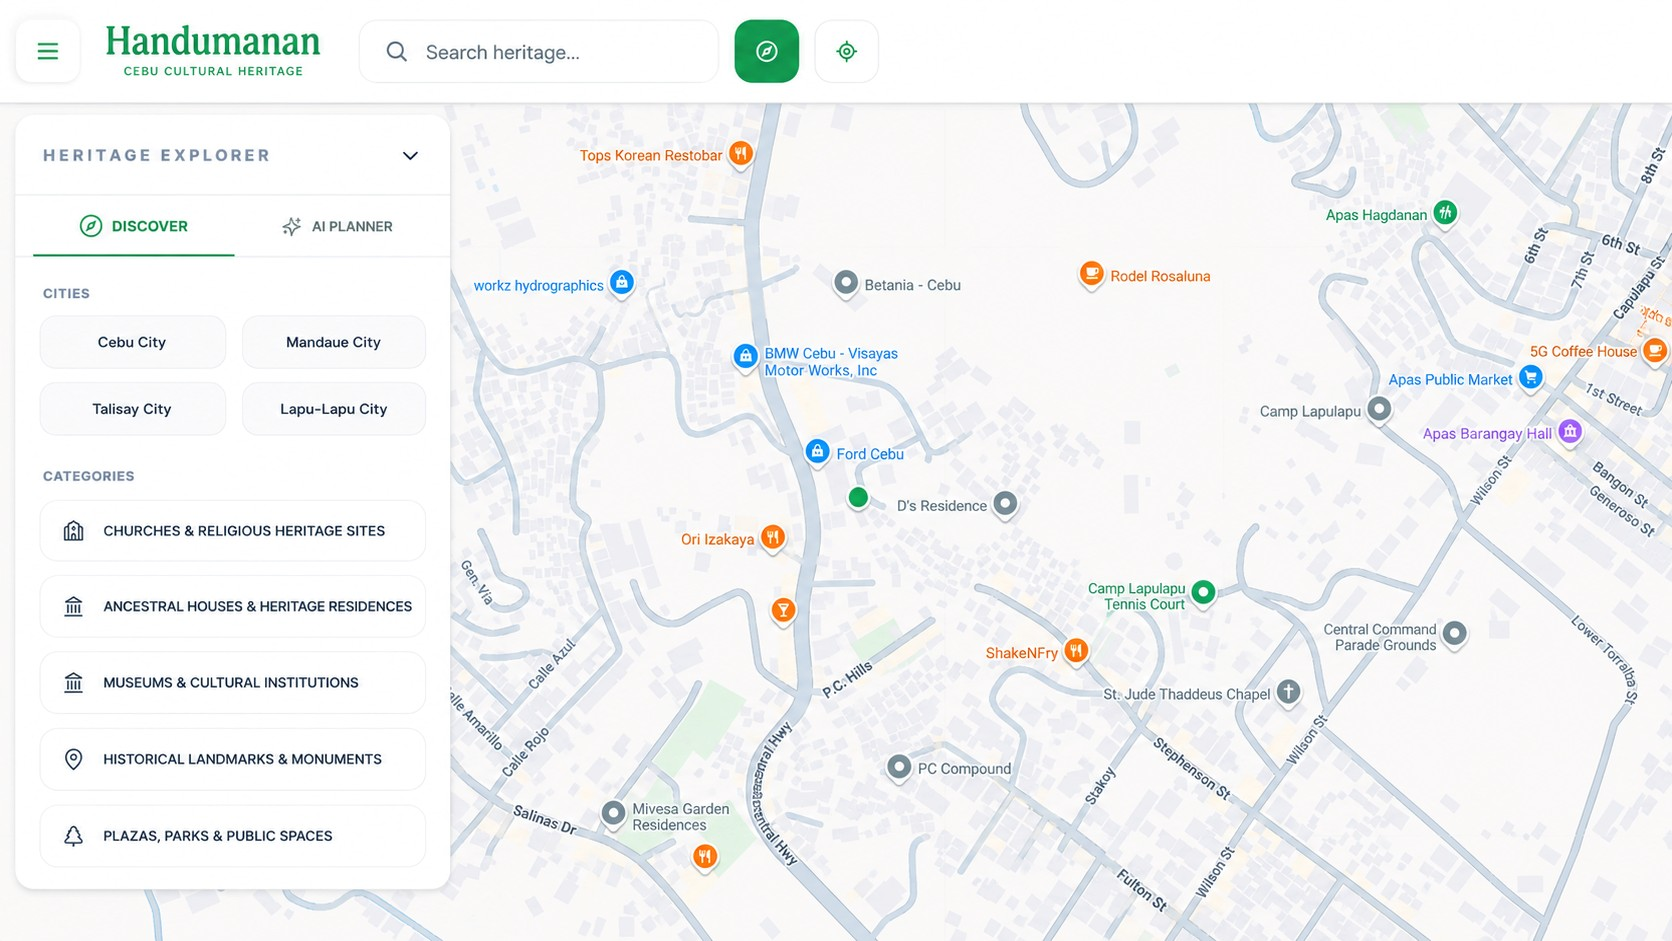 Handumanan
CEBU CULTURAL HERITAGE
Search heritage...
HERITAGE EXPLORER
DISCOVER
AI PLANNER
CITIES
Cebu City
Mandaue City
Talisay City
Lapu-Lapu City
CATEGORIES
CHURCHES & RELIGIOUS HERITAGE SITES
ANCESTRAL HOUSES & HERITAGE RESIDENCES
MUSEUMS & CULTURAL INSTITUTIONS
HISTORICAL LANDMARKS & MONUMENTS
PLAZAS, PARKS & PUBLIC SPACES
Tops Korean Restobar
8th St
Apas Hagdanan
6th St
6th St
7th St
workz hydrographics
Betania - Cebu
Rodel Rosaluna
Capulapu St
BMW Cebu - Visayas
Motor Works, Inc
5G Coffee House
Apas Public Market
1st Street
Camp Lapulapu
Apas Barangay Hall
Ford Cebu
Wilson St
Bangon St
Generoso St
D's Residence
Ori Izakaya
Gen. Via
Camp Lapulapu
Tennis Court
Central Command
Parade Grounds
Lower Torralba St
ShakeNFry
Calle Azul
P.C. Hills
St. Jude Thaddeus Chapel
alle Amarillo
Calle Rojo
Wilson St
PC Compound
Stakoy
Stephenson St
Salinas Dr
Mivesa Garden
Residences
Hwy
Wilson St
Fulton St